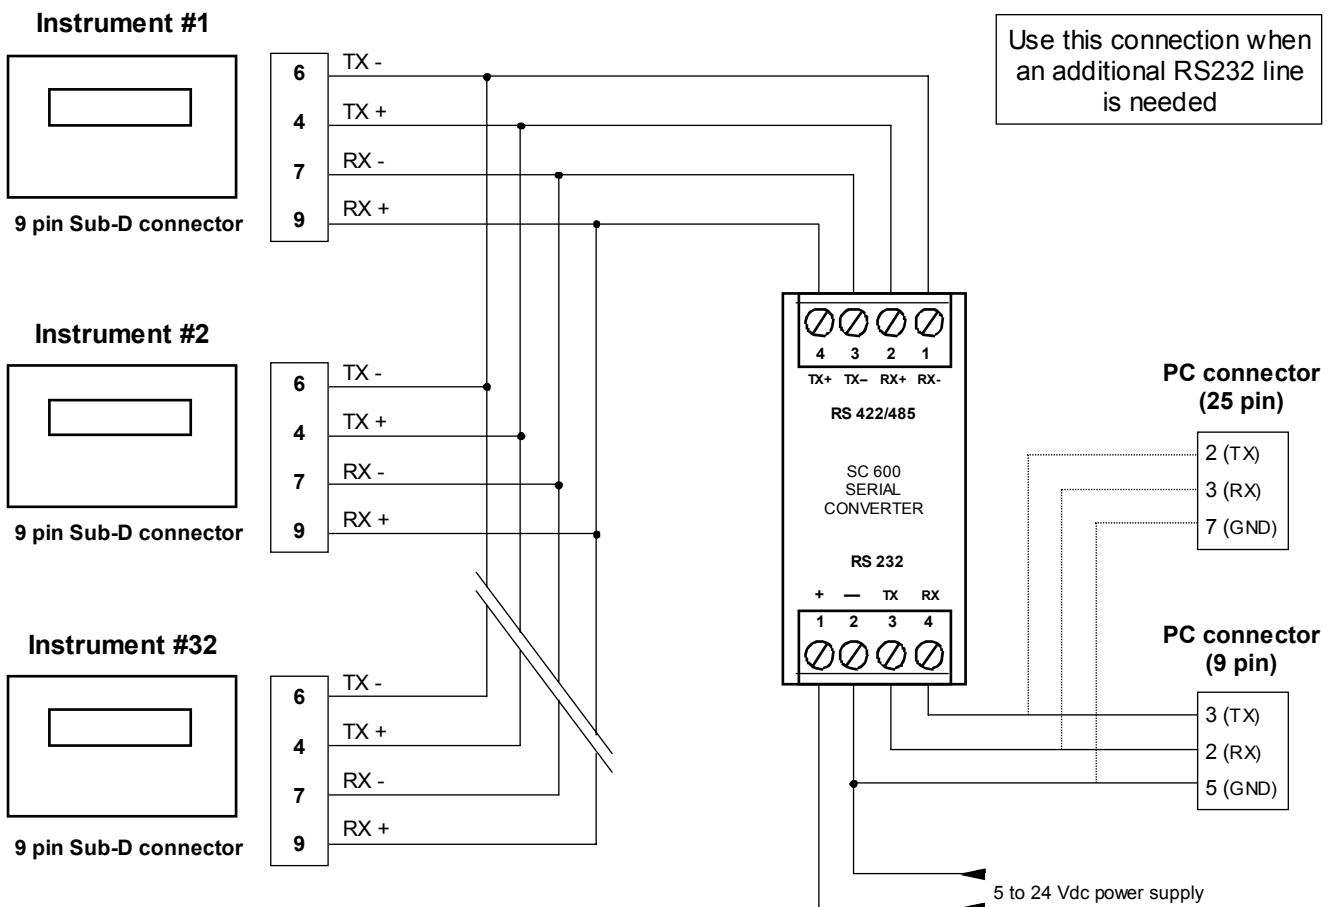 Instrument #1
6 TX -
4 TX +
7 RX -
9 RX +
9 pin Sub-D connector
Use this connection when
an additional RS232 line
is needed
Instrument #2
6 TX -
4 TX +
7 RX -
9 RX +
9 pin Sub-D connector
Instrument #32
6 TX -
4 TX +
7 RX -
9 RX +
9 pin Sub-D connector
4 3 2 1
TX+ TX– RX+ RX-
RS 422/485
SC 600
SERIAL
CONVERTER
RS 232
+ — TX RX
1 2 3 4
PC connector
(25 pin)
2 (TX)
3 (RX)
7 (GND)
PC connector
(9 pin)
3 (TX)
2 (RX)
5 (GND)
5 to 24 Vdc power supply